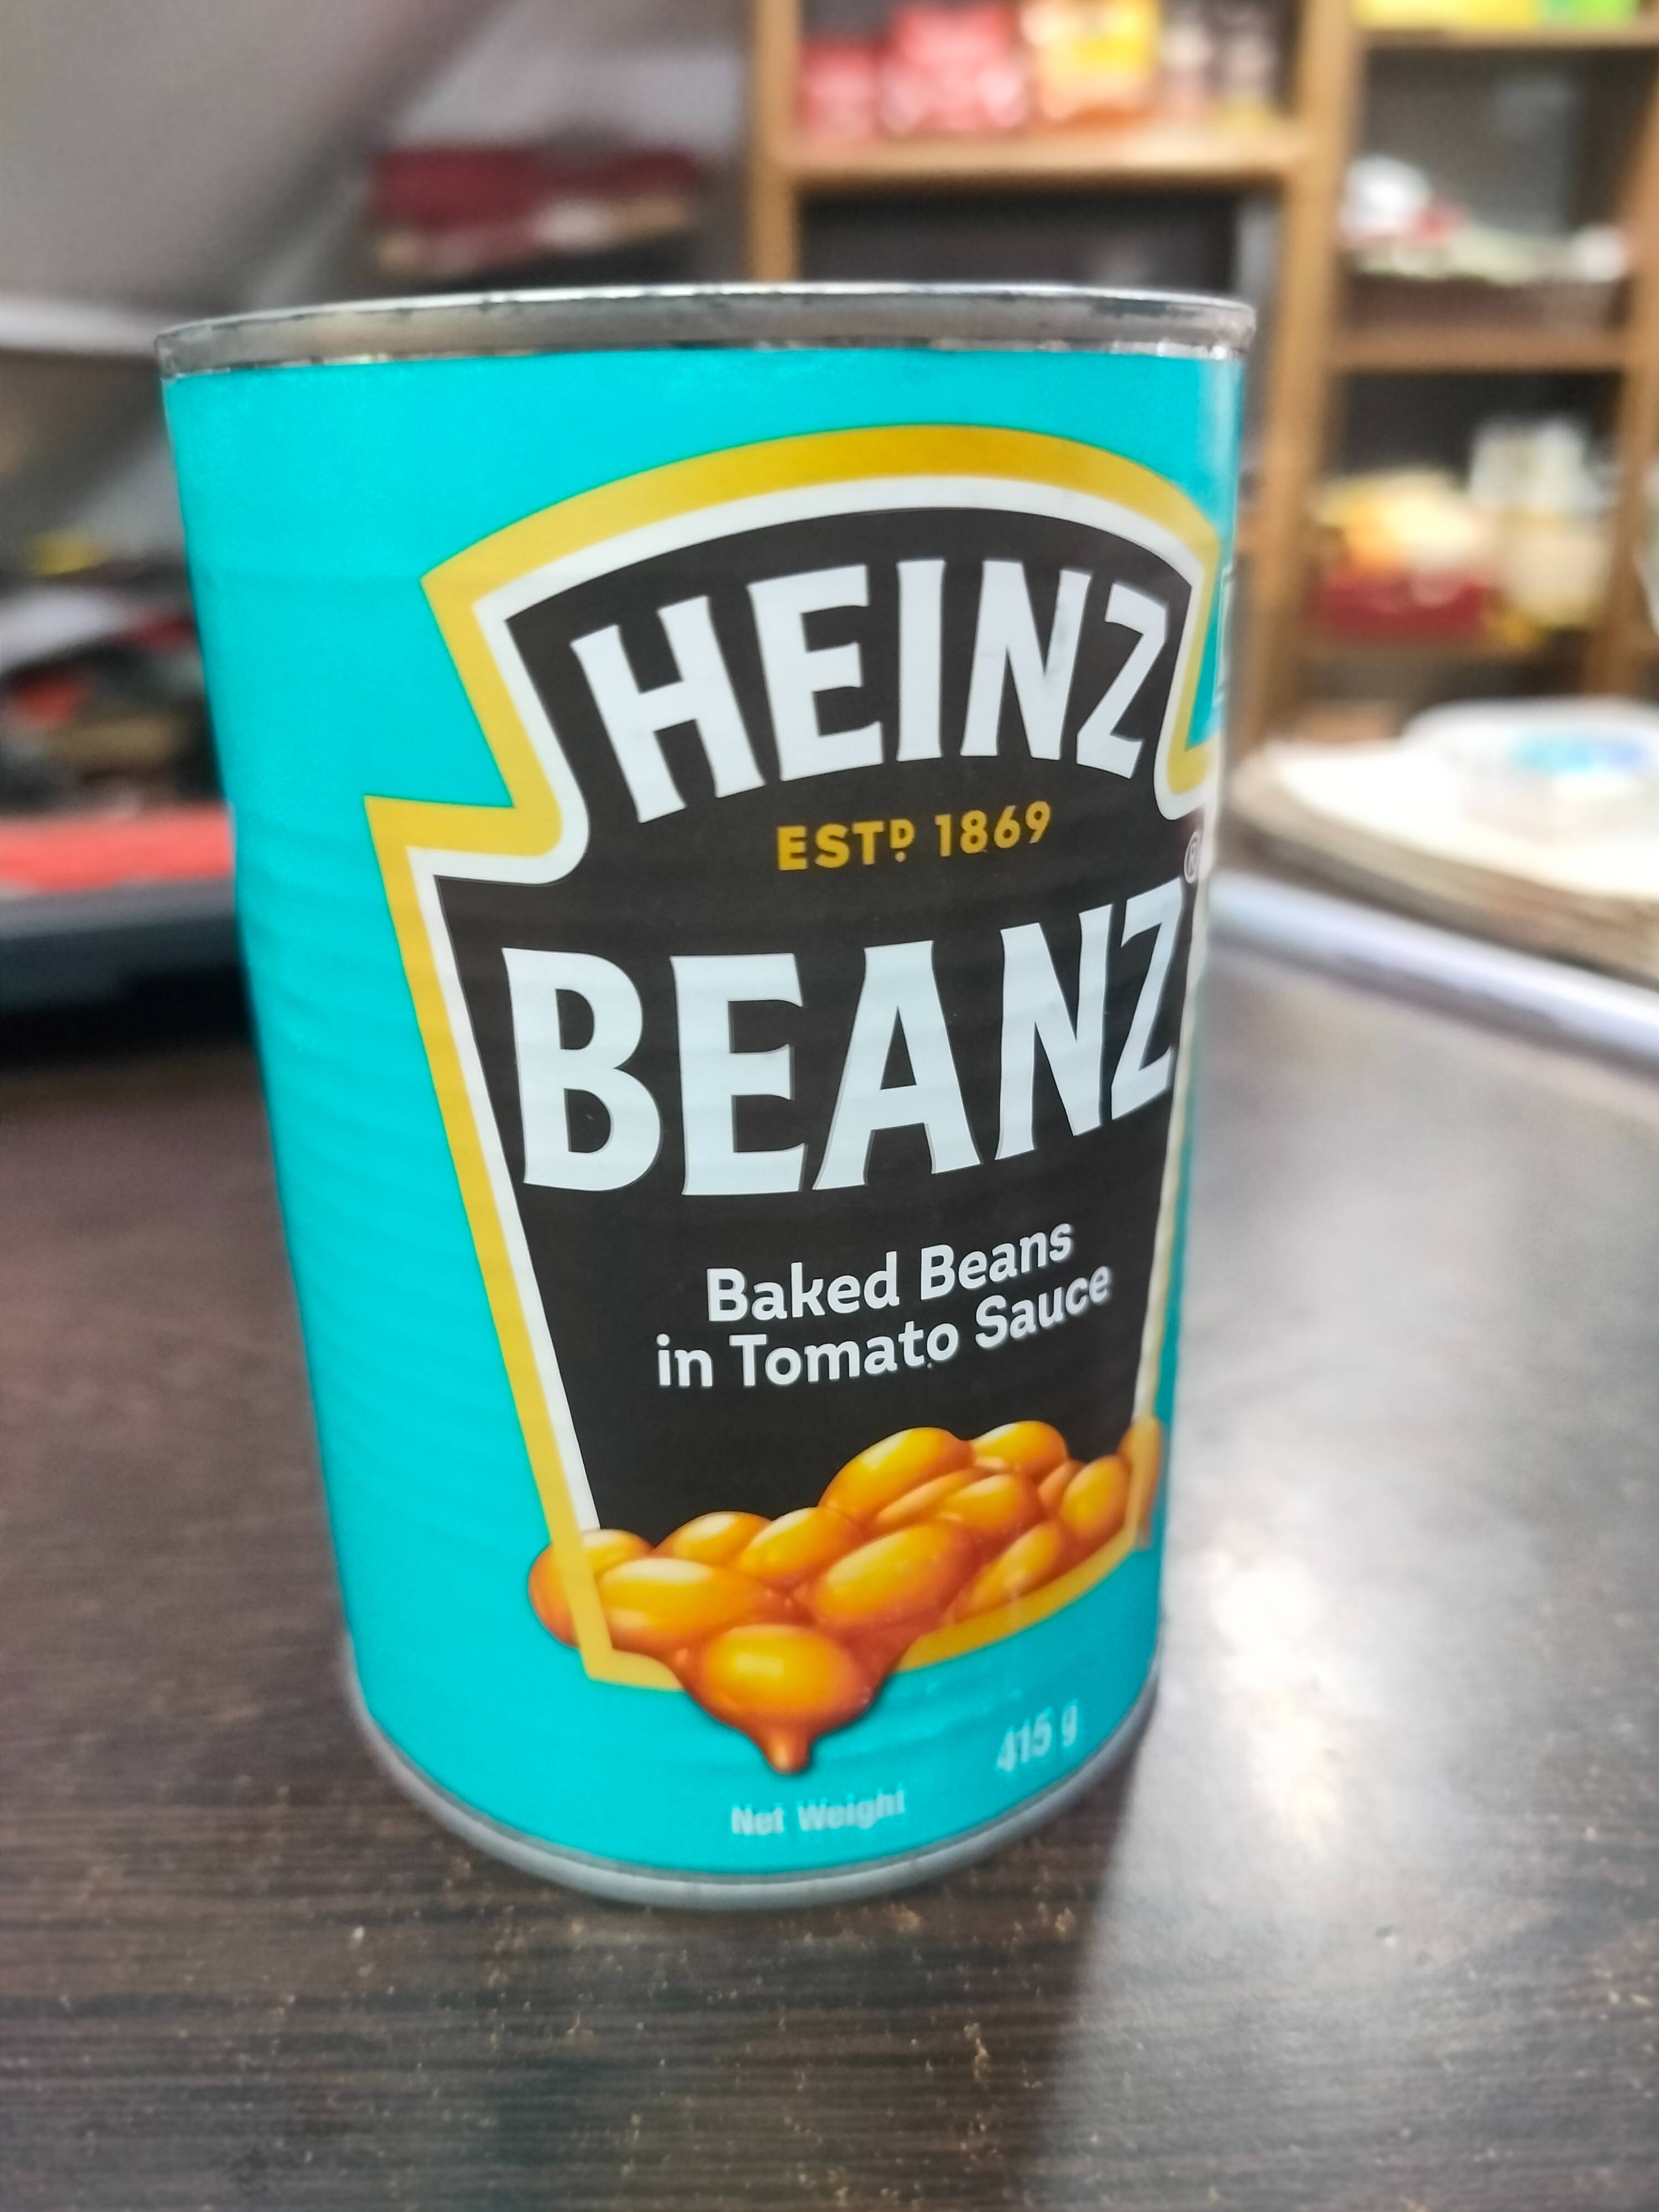 HEINZ
ESTD 1869
BEANZ®
Baked Beans
in Tomato Sauce
415 g
Net Weight